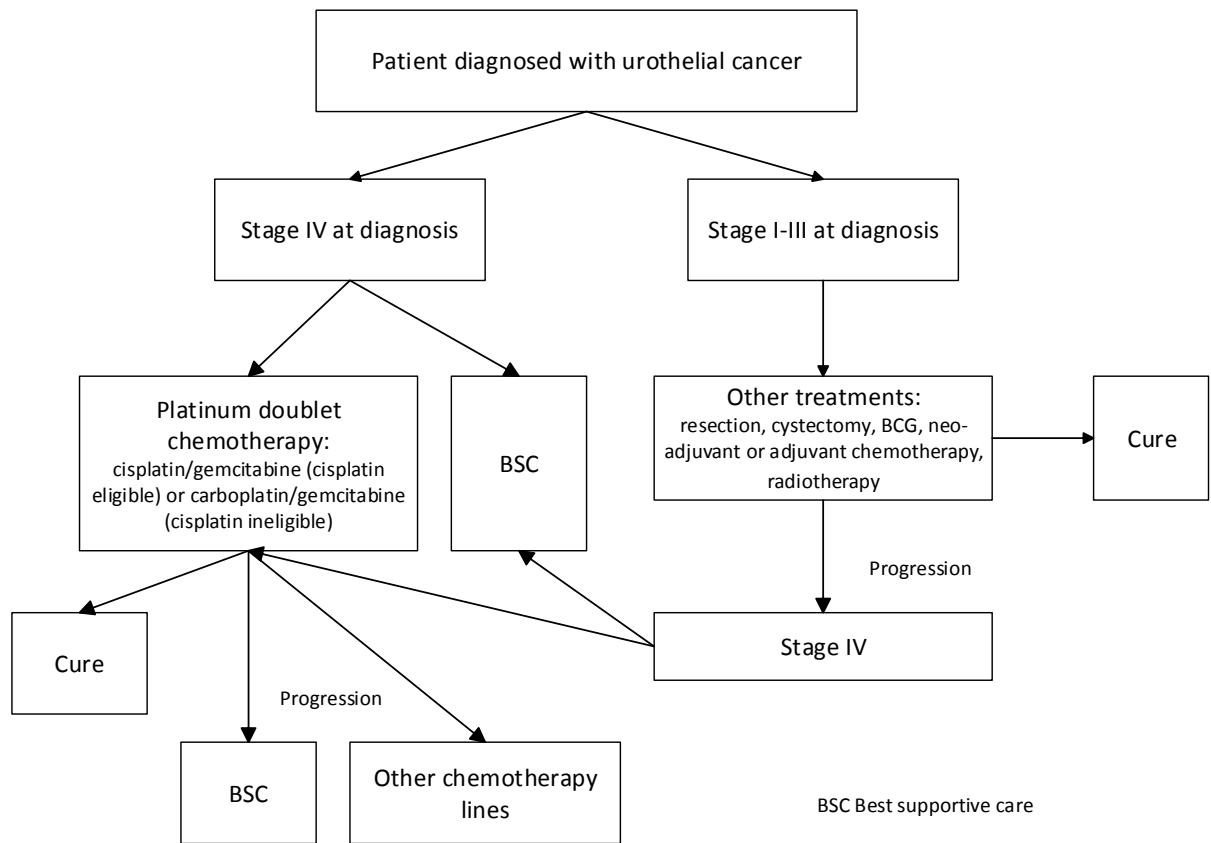 Patient diagnosed with urothelial cancer
Stage IV at diagnosis
Stage I-III at diagnosis
Platinum doublet
chemotherapy:
cisplatin/gemcitabine (cisplatin
eligible) or carboplatin/gemcitabine
(cisplatin ineligible)
BSC
Other treatments:
resection, cystectomy, BCG, neo-
adjuvant or adjuvant chemotherapy,
radiotherapy
Cure
Progression
Cure
Stage IV
Progression
BSC
Other chemotherapy
lines
BSC Best supportive care